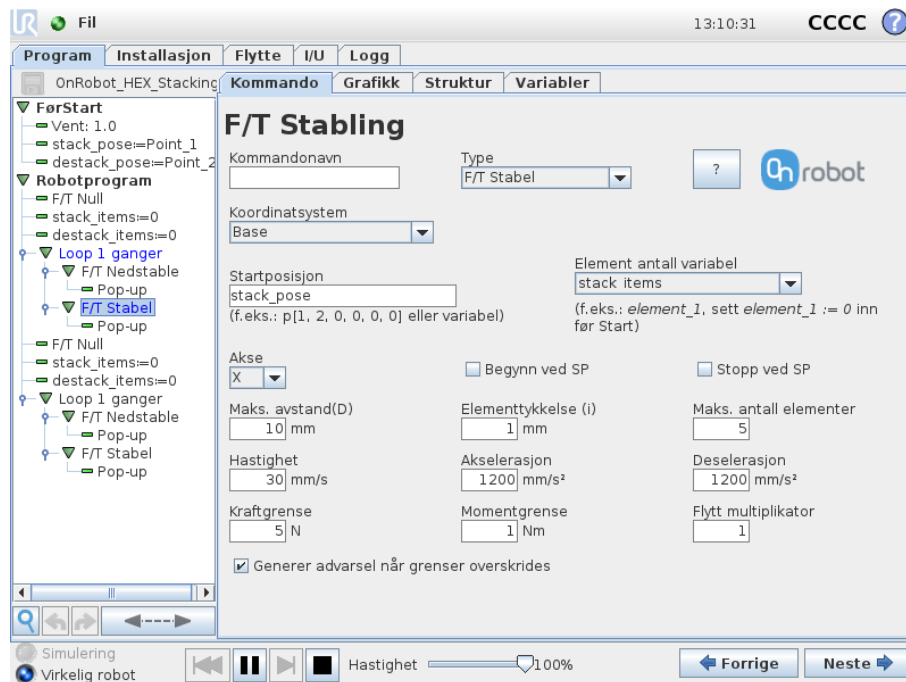 Fil
13:10:31
CCCC
?
Program
Installasjon
Flytte
I/U
Logg
OnRobot_HEX_Stacking
Kommando
Grafikk
Struktur
Variabler
FørStart
Vent: 1.0
stack_pose:=Point_1
destack_pose:=Point_2
Robotprogram
F/T Null
stack_items:=0
destack_items:=0
Loop 1 ganger
F/T Nedstable
Pop-up
F/T Stabel
Pop-up
F/T Null
stack_items:=0
destack_items:=0
Loop 1 ganger
F/T Nedstable
Pop-up
F/T Stabel
Pop-up
F/T Stabling
Kommandonavn
Type
F/T Stabel
?
On robot
Koordinatsystem
Base
Startposisjon
stack_pose
(f.eks.: p[1, 2, 0, 0, 0, 0] eller variabel)
Element antall variabel
stack items
(f.eks.: element_1, sett element_1 := 0 inn
før Start)
Akse
X
Begynn ved SP
Stopp ved SP
Maks. avstand(D)
10 mm
Elementtykkelse (i)
1 mm
Maks. antall elementer
5
Hastighet
30 mm/s
Akselerasjon
1200 mm/s²
Deselerasjon
1200 mm/s²
Kraftgrense
5 N
Momentgrense
1 Nm
Flytt multiplikator
1
Generer advarsel når grenser overskrides
Simulering
Virkelig robot
Hastighet
100%
Forrige
Neste